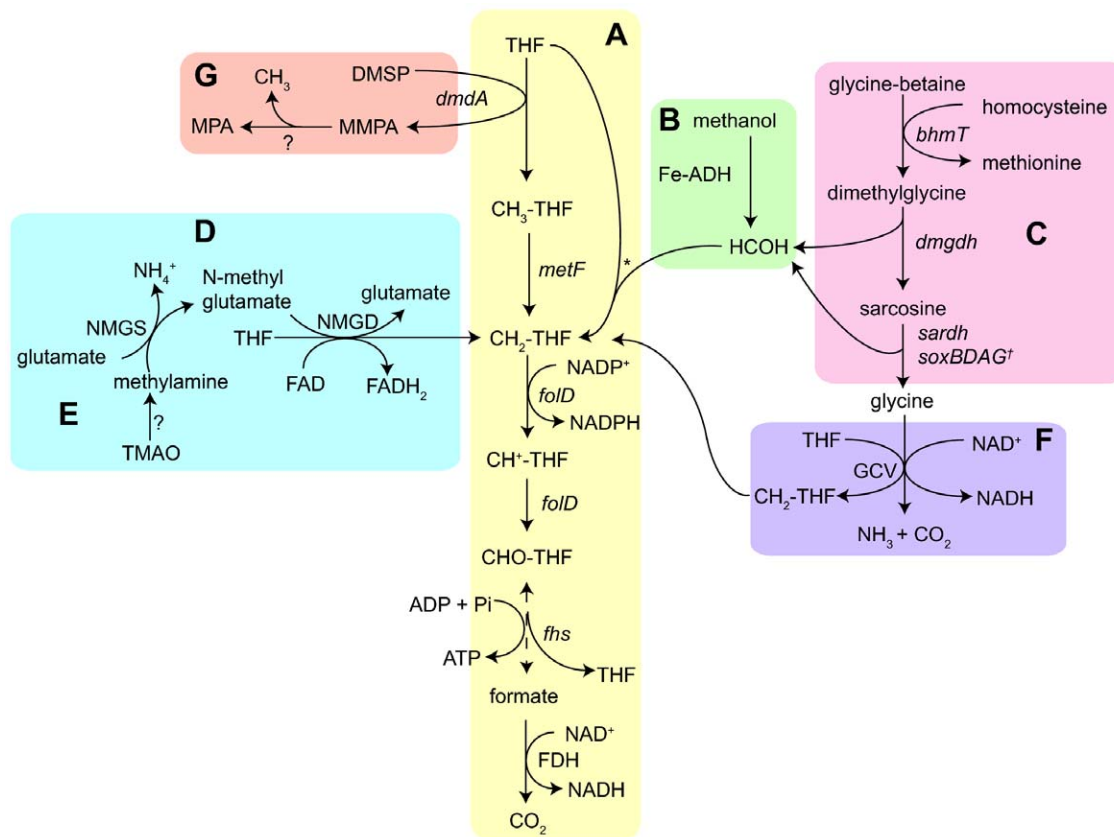 A
THF
G
CH₃
DMSP
dmdA
MPA
?
MMPA
CH₃-THF
metF
B
methanol
Fe-ADH
HCOH
*
glycine-betaine
homocysteine
bhmT
methionine
dimethylglycine
C
dmgdh
sarcosine
sardh
soxBDAG†
glycine
D
NH₄⁺
N-methyl
glutamate
glutamate
NMGS
NMGD
THF
glutamate
methylamine
FAD
FADH₂
E
?
TMAO
CH₂-THF
NADP⁺
folD
NADPH
CH⁺-THF
folD
CHO-THF
ADP + Pi
fhs
ATP
THF
formate
NAD⁺
FDH
NADH
CO₂
F
THF
NAD⁺
GCV
CH₂-THF
NADH
NH₃ + CO₂